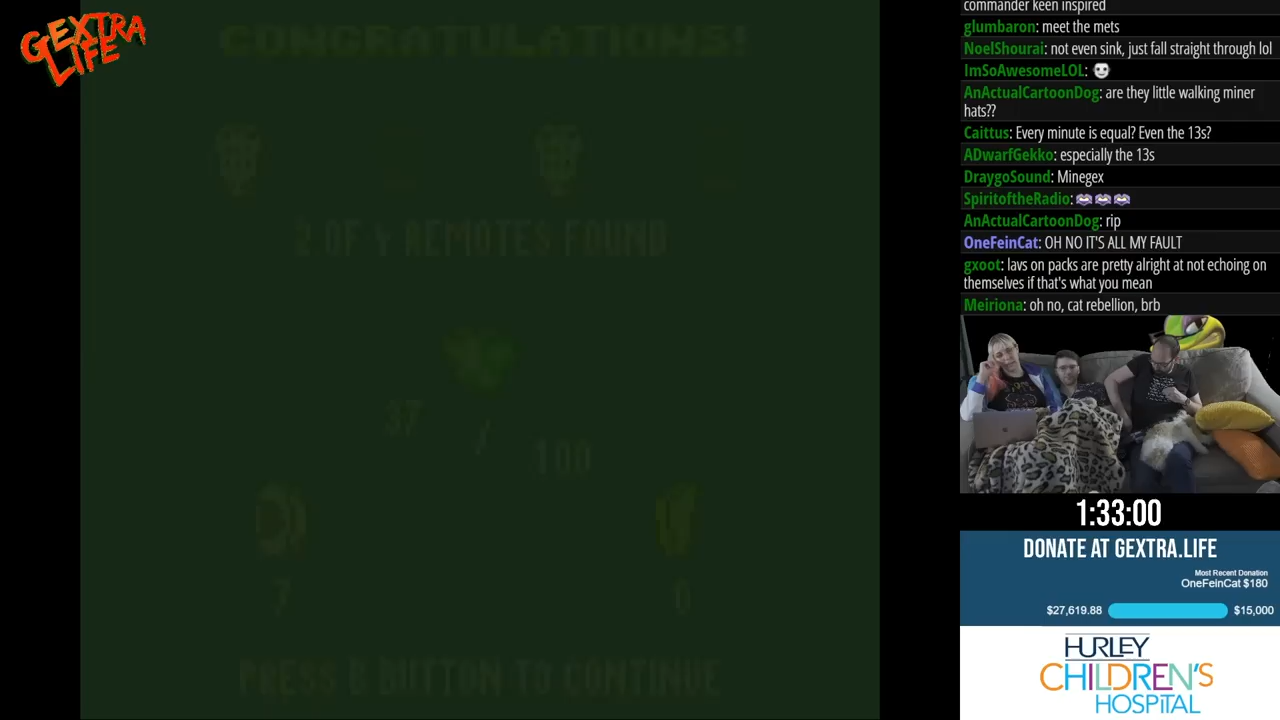 GEXTRA
LIFE
CONGRATULATIONS!
OF 4 REMOTES FOUND
37 / 100
7
PRESS B BUTTON TO CONTINUE
commander keen inspired
glumbaron: meet the mets
NoelShourai: not even sink, just fall straight through lol
ImSoAwesomeLOL:
AnActualCartoonDog: are they little walking miner
hats??
Caittus: Every minute is equal? Even the 13s?
ADwarfGekko: especially the 13s
DraygoSound: Minegex
SpiritoftheRadio:
AnActualCartoonDog: rip
OneFeinCat: OH NO IT'S ALL MY FAULT
gxoot: lavs on packs are pretty alright at not echoing on
themselves if that's what you mean
Meiriona: oh no, cat rebellion, brb
1:33:00
DONATE AT GEXTRA.LIFE
Most Recent Donation
OneFeinCat $180
$27,619.88 $15,000
HURLEY
CHILDREN'S
HOSPITAL